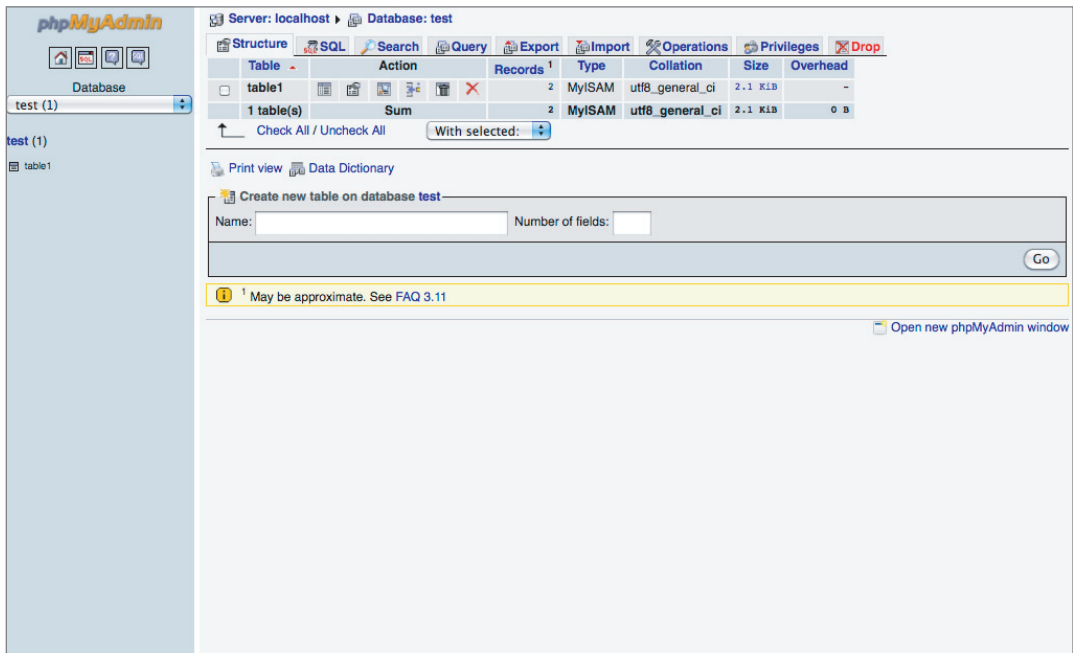 phpMyAdmin
SQL
Database
test (1)
test (1)
table1
Server: localhost Database: test
Structure SQL Search Query Export Import Operations Privileges Drop
Table Action Records 1 Type Collation Size Overhead
table1 2 MyISAM utf8_general_ci 2.1 KiB -
1 table(s) Sum 2 MyISAM utf8_general_ci 2.1 KiB 0 B
Check All / Uncheck All With selected:
Print view Data Dictionary
Create new table on database test
Name: Number of fields:
Go
1 May be approximate. See FAQ 3.11
Open new phpMyAdmin window